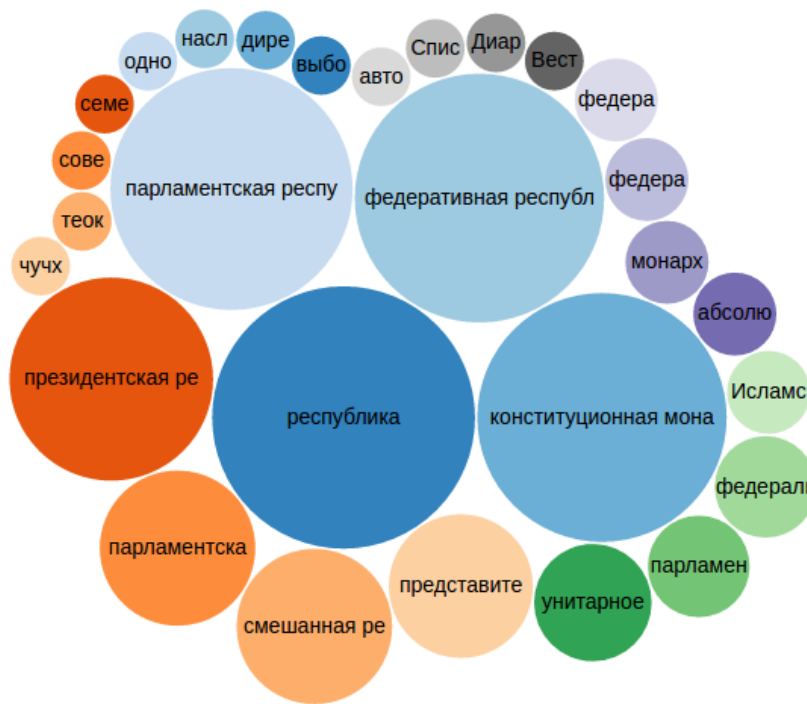 насл
дире
Спис
Диар
выбо
Вест
одно
авто
федера
семе
сове
федера
парламентская респу
федеративная республ
теок
чучх
монарх
абсолю
президентская ре
Исламс
республика
конституционная мона
федерали
парламентска
представите
парламен
унитарное
смешанная ре